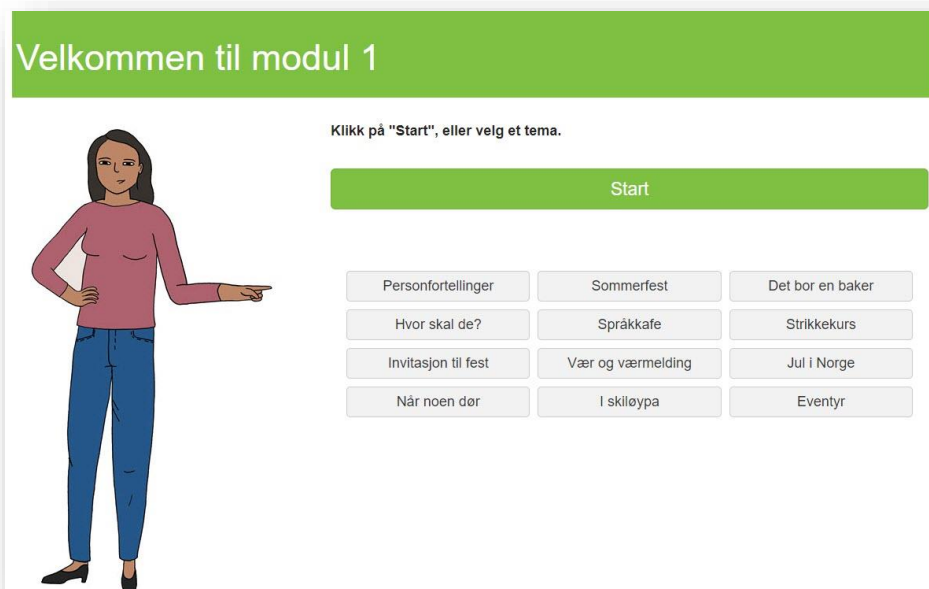 Velkommen til modul 1
Klikk på "Start", eller velg et tema.
Start
Personfortellinger
Sommerfest
Det bor en baker
Hvor skal de?
Språkkafe
Strikkekurs
Invitasjon til fest
Vær og værmelding
Jul i Norge
Når noen dør
I skiløypa
Eventyr